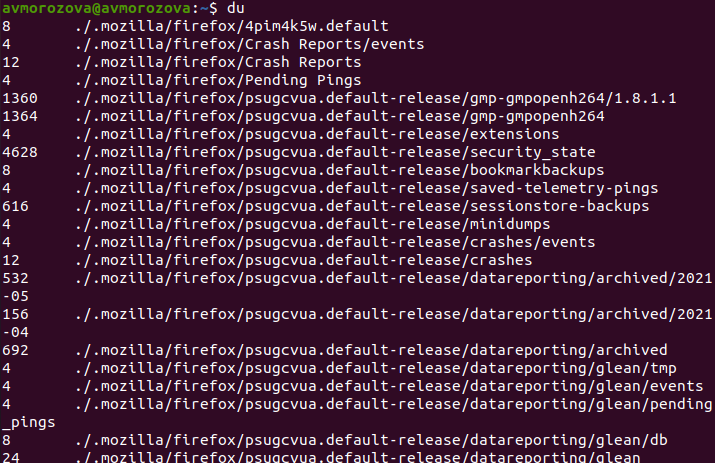 avmorozova@avmorozova:~$ du
8       ./.mozilla/firefox/4pim4k5w.default
4       ./.mozilla/firefox/Crash Reports/events
12      ./.mozilla/firefox/Crash Reports
4       ./.mozilla/firefox/Pending Pings
1360    ./.mozilla/firefox/psugcvua.default-release/gmp-gmpopenh264/1.8.1.1
1364    ./.mozilla/firefox/psugcvua.default-release/gmp-gmpopenh264
4       ./.mozilla/firefox/psugcvua.default-release/extensions
4628    ./.mozilla/firefox/psugcvua.default-release/security_state
8       ./.mozilla/firefox/psugcvua.default-release/bookmarkbackups
4       ./.mozilla/firefox/psugcvua.default-release/saved-telemetry-pings
616     ./.mozilla/firefox/psugcvua.default-release/sessionstore-backups
4       ./.mozilla/firefox/psugcvua.default-release/minidumps
4       ./.mozilla/firefox/psugcvua.default-release/crashes/events
12      ./.mozilla/firefox/psugcvua.default-release/crashes
532     ./.mozilla/firefox/psugcvua.default-release/datareporting/archived/2021
-05
156     ./.mozilla/firefox/psugcvua.default-release/datareporting/archived/2021
-04
692     ./.mozilla/firefox/psugcvua.default-release/datareporting/archived
4       ./.mozilla/firefox/psugcvua.default-release/datareporting/glean/tmp
4       ./.mozilla/firefox/psugcvua.default-release/datareporting/glean/events
4       ./.mozilla/firefox/psugcvua.default-release/datareporting/glean/pending
_pings
8       ./.mozilla/firefox/psugcvua.default-release/datareporting/glean/db
24      ./.mozilla/firefox/psugcvua.default-release/datareporting/glean